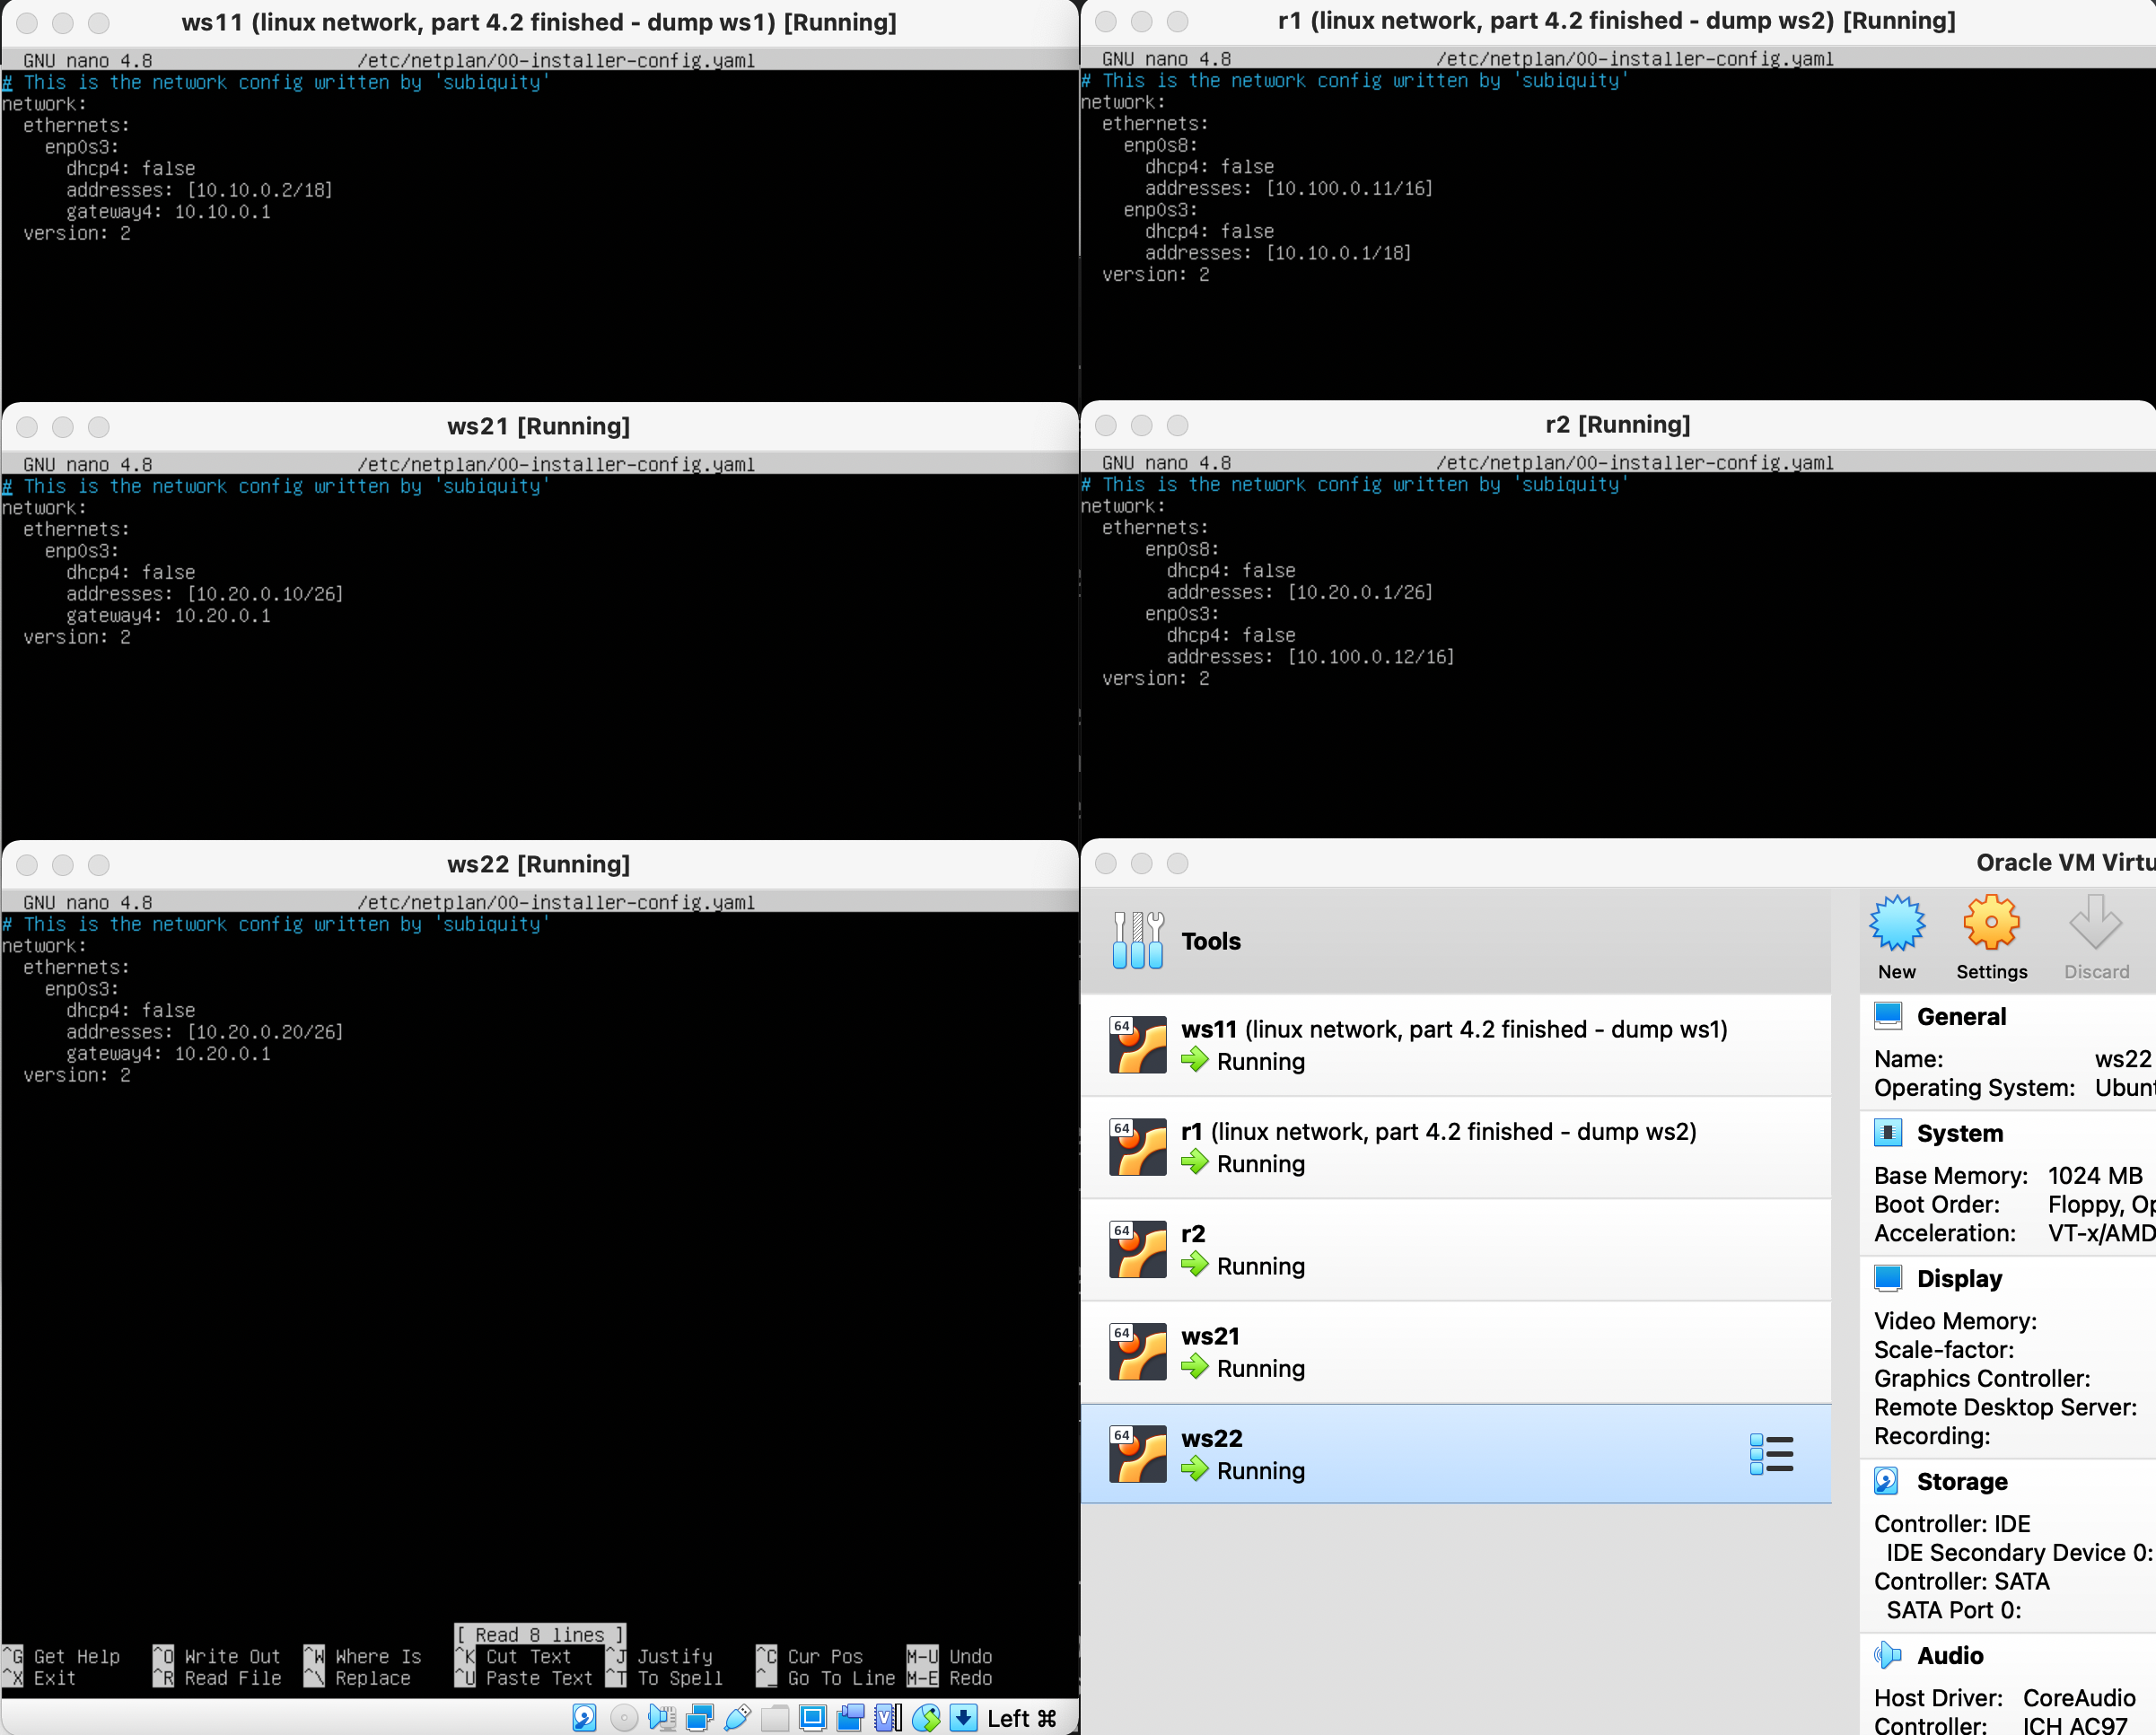 ws11 (linux network, part 4.2 finished - dump ws1) [Running]
GNU nano 4.8 /etc/netplan/00-installer-config.yaml
# This is the network config written by 'subiquity'
network:
  ethernets:
    enp0s3:
      dhcp4: false
      addresses: [10.10.0.2/18]
      gateway4: 10.10.0.1
  version: 2
r1 (linux network, part 4.2 finished - dump ws2) [Running]
GNU nano 4.8 /etc/netplan/00-installer-config.yaml
# This is the network config written by 'subiquity'
network:
  ethernets:
    enp0s8:
      dhcp4: false
      addresses: [10.100.0.11/16]
    enp0s3:
      dhcp4: false
      addresses: [10.10.0.1/18]
  version: 2
ws21 [Running]
GNU nano 4.8 /etc/netplan/00-installer-config.yaml
# This is the network config written by 'subiquity'
network:
  ethernets:
    enp0s3:
      dhcp4: false
      addresses: [10.20.0.10/26]
      gateway4: 10.20.0.1
  version: 2
r2 [Running]
GNU nano 4.8 /etc/netplan/00-installer-config.yaml
# This is the network config written by 'subiquity'
network:
  ethernets:
      enp0s8:
        dhcp4: false
        addresses: [10.20.0.1/26]
      enp0s3:
        dhcp4: false
        addresses: [10.100.0.12/16]
  version: 2
ws22 [Running]
GNU nano 4.8 /etc/netplan/00-installer-config.yaml
# This is the network config written by 'subiquity'
network:
  ethernets:
    enp0s3:
      dhcp4: false
      addresses: [10.20.0.20/26]
      gateway4: 10.20.0.1
  version: 2
[ Read 8 lines ]
^G Get Help ^O Write Out ^W Where Is ^K Cut Text ^J Justify ^C Cur Pos M-U Undo
^X Exit ^R Read File ^\ Replace ^U Paste Text ^T To Spell ^_ Go To Line M-E Redo
Left ⌘
Oracle VM Virtu
Tools
New Settings Discard
64 ws11 (linux network, part 4.2 finished - dump ws1)
Running
64 r1 (linux network, part 4.2 finished - dump ws2)
Running
64 r2
Running
64 ws21
Running
64 ws22
Running
General
Name: ws22
Operating System: Ubunt
System
Base Memory: 1024 MB
Boot Order: Floppy, Op
Acceleration: VT-x/AMD
Display
Video Memory:
Scale-factor:
Graphics Controller:
Remote Desktop Server:
Recording:
Storage
Controller: IDE
IDE Secondary Device 0:
Controller: SATA
SATA Port 0:
Audio
Host Driver: CoreAudio
Controller: ICH AC97